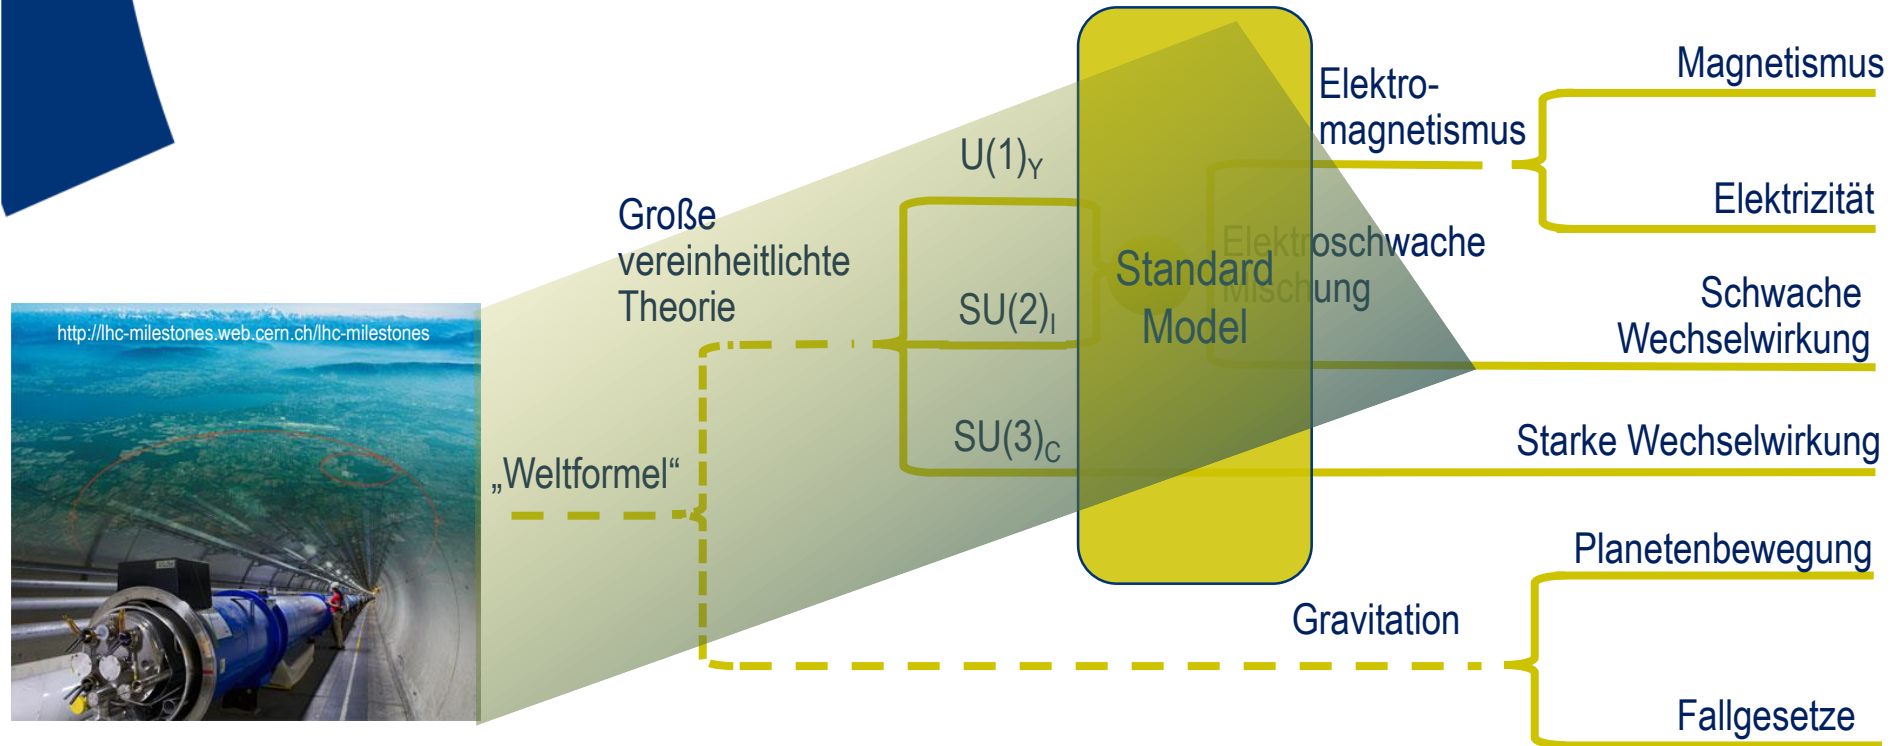 Magnetismus
Elektro-
magnetismus
U(1)Y
Elektrizität
Große
vereinheitlichte
Theorie
Elektroschwache
Mischung
Standard
Model
SU(2)I
Schwache
Wechselwirkung
http://lhc-milestones.web.cern.ch/lhc-milestones
SU(3)C
Starke Wechselwirkung
„Weltformel“
Planetenbewegung
Gravitation
Fallgesetze